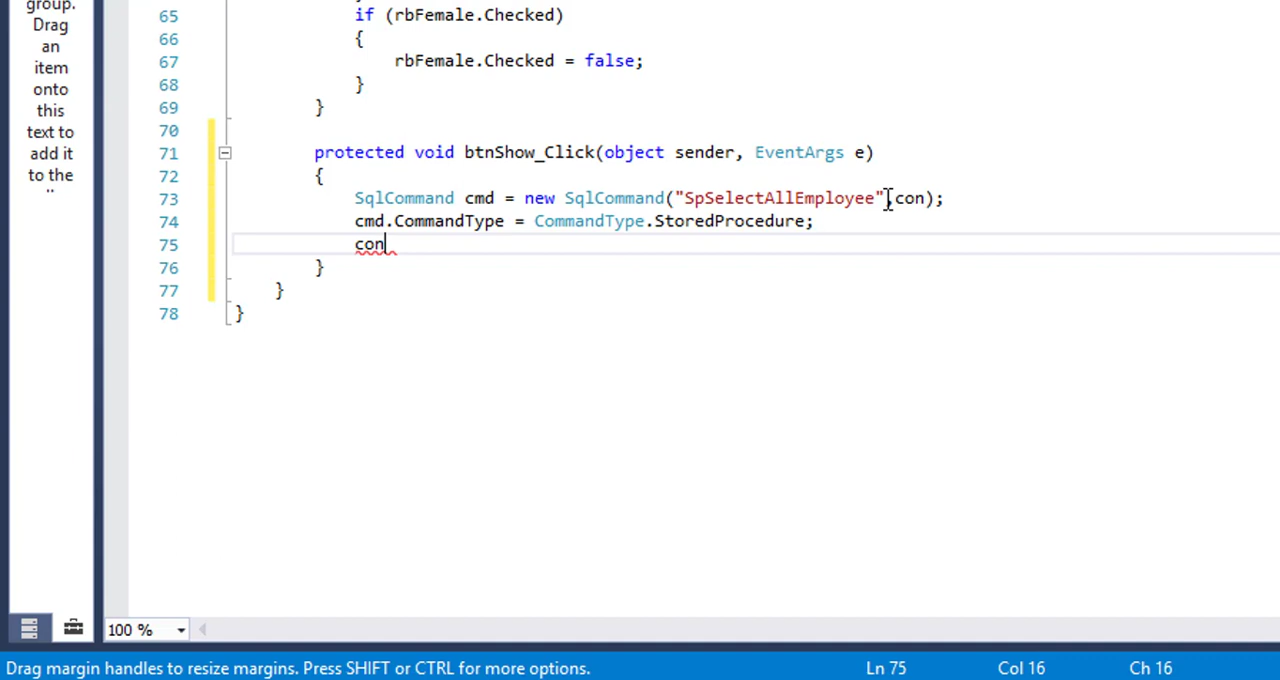 group.
Drag
an
item
onto
this
text to
add it
to the
65 if (rbFemale.Checked)
66 {
67 rbFemale.Checked = false;
68 }
69 }
70
71 protected void btnShow_Click(object sender, EventArgs e)
72 {
73 SqlCommand cmd = new SqlCommand("SpSelectAllEmployee",con);
74 cmd.CommandType = CommandType.StoredProcedure;
75 con
76 }
77 }
78 }
100 %
Drag margin handles to resize margins. Press SHIFT or CTRL for more options. Ln 75 Col 16 Ch 16